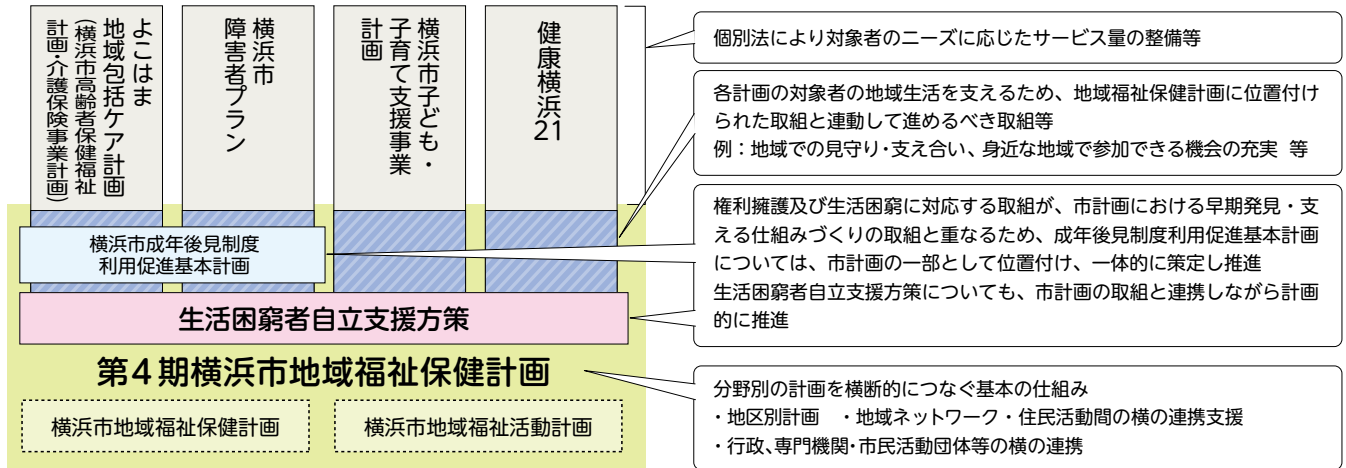 よこはま
地域包括ケア計画
(横浜市高齢者保健福祉
計画・介護保険事業計画)
横浜市
障害者プラン
横浜市子ども・
子育て支援事業
計画
健康横浜21
個別法により対象者のニーズに応じたサービス量の整備等
各計画の対象者の地域生活を支えるため、地域福祉保健計画に位置付け
られた取組と連動して進めるべき取組等
例：地域での見守り・支え合い、身近な地域で参加できる機会の充実 等
横浜市成年後見制度
利用促進基本計画
権利擁護及び生活困窮に対応する取組が、市計画における早期発見・支
える仕組みづくりの取組と重なるため、成年後見制度利用促進基本計画
については、市計画の一部として位置付け、一体的に策定し推進
生活困窮者自立支援方策についても、市計画の取組と連携しながら計画
的に推進
生活困窮者自立支援方策
第4期横浜市地域福祉保健計画
横浜市地域福祉保健計画
横浜市地域福祉活動計画
分野別の計画を横断的につなぐ基本の仕組み
・地区別計画 ・地域ネットワーク・住民活動間の横の連携支援
・行政、専門機関・市民活動団体等の横の連携